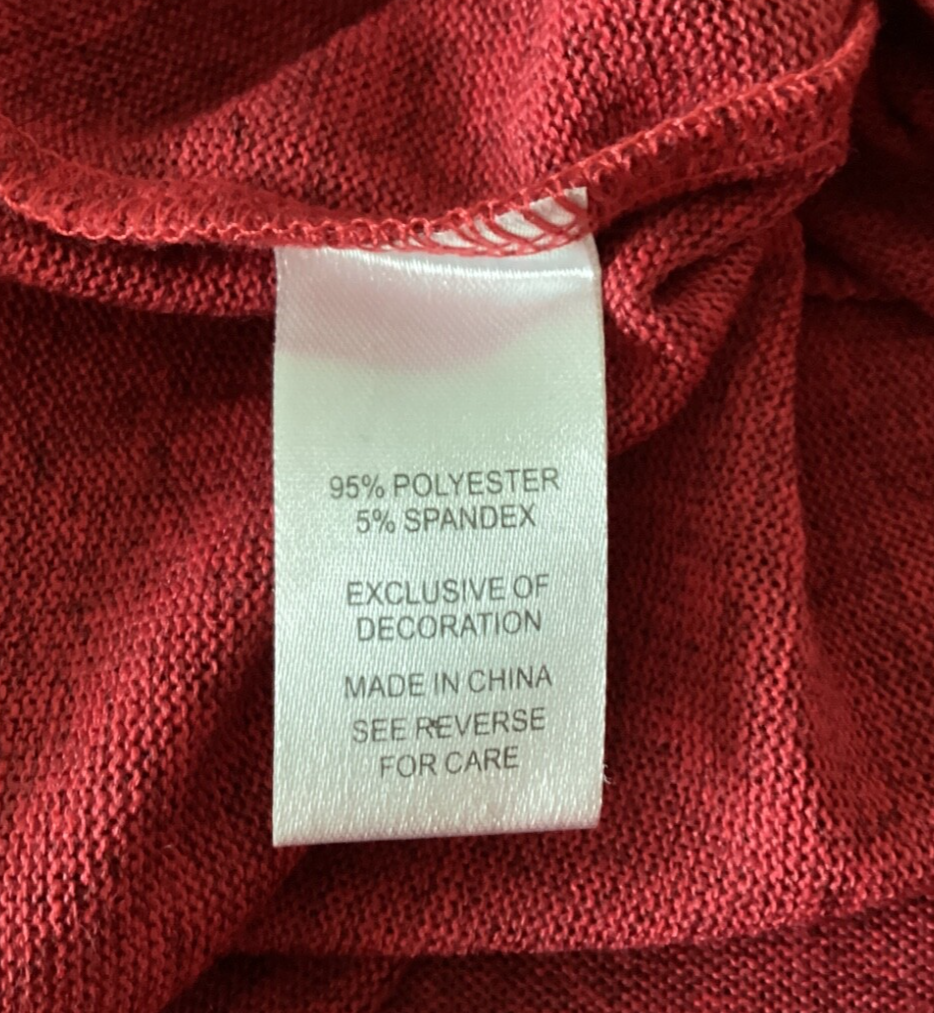 95% POLYESTER
5% SPANDEX
EXCLUSIVE OF
DECORATION
MADE IN CHINA
SEE REVERSE
FOR CARE